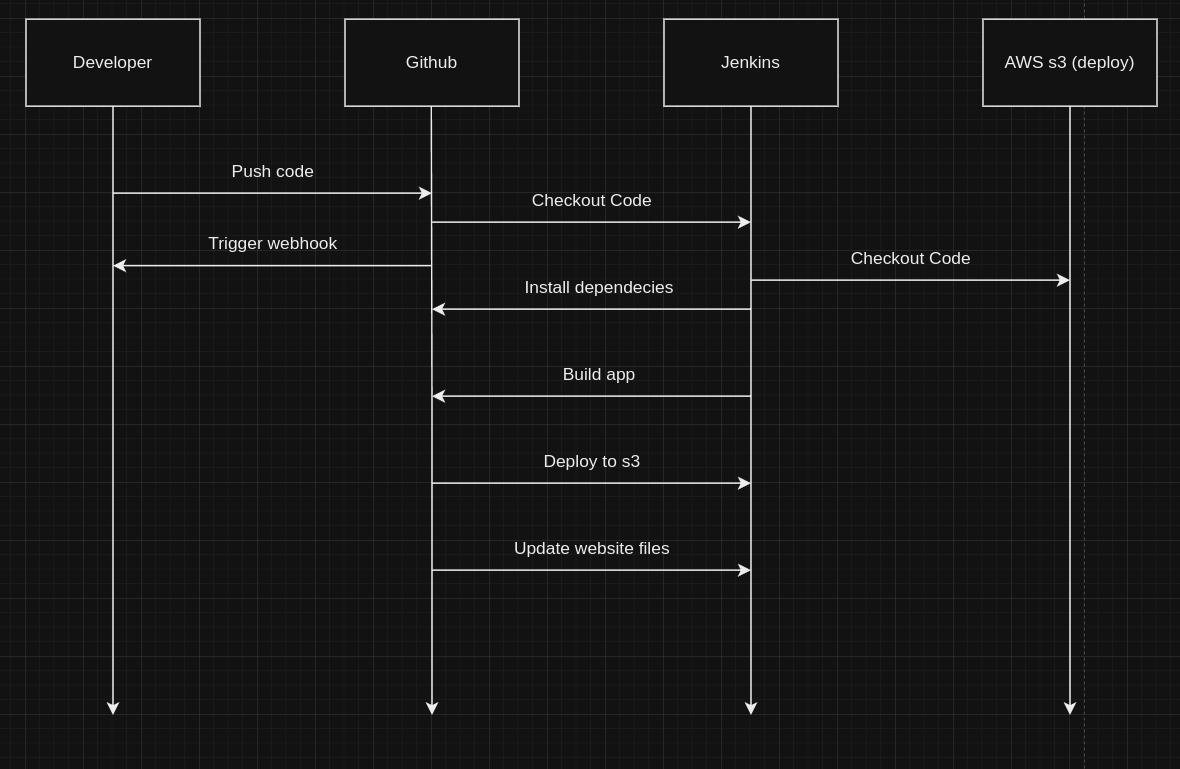 Developer
Github
Jenkins
AWS s3 (deploy)
Push code
Checkout Code
Trigger webhook
Checkout Code
Install dependecies
Build app
Deploy to s3
Update website files